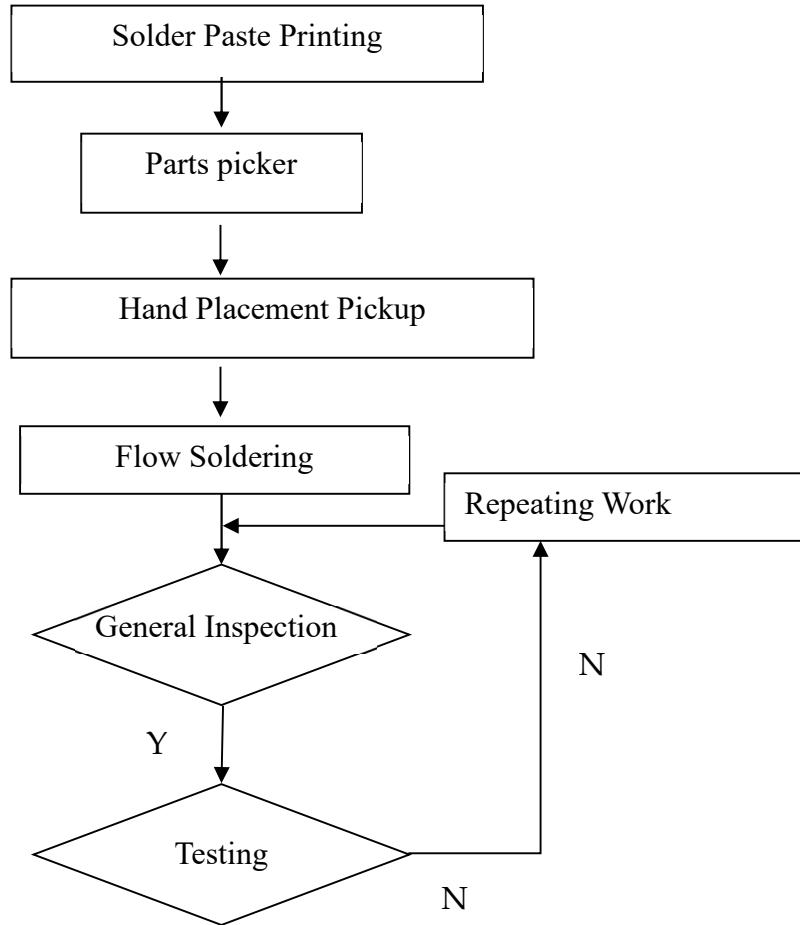 Solder Paste Printing
Parts picker
Hand Placement Pickup
Flow Soldering
Repeating Work
General Inspection
N
Y
Testing
N